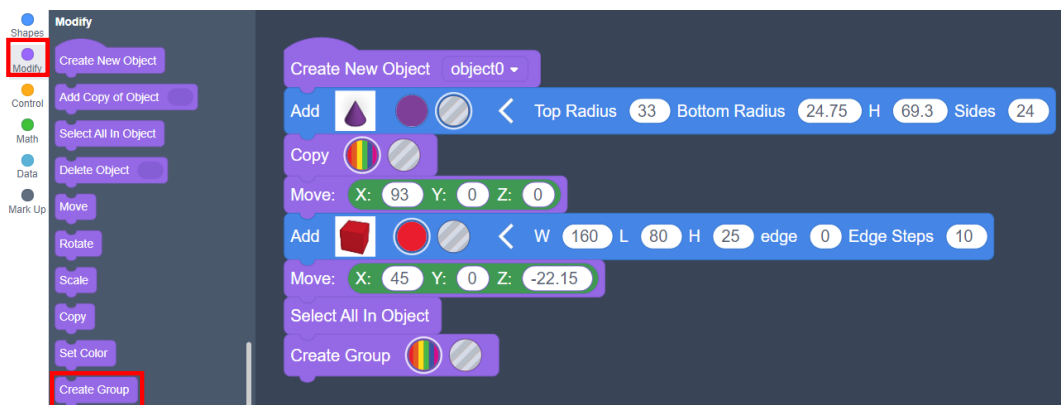 Shapes
Modify
Control
Math
Data
Mark Up
Modify
Create New Object
Add Copy of Object
Select All In Object
Delete Object
Move
Rotate
Scale
Copy
Set Color
Create Group
Create New Object object0
Add Top Radius 33 Bottom Radius 24.75 H 69.3 Sides 24
Copy
Move: X: 93 Y: 0 Z: 0
Add W 160 L 80 H 25 edge 0 Edge Steps 10
Move: X: 45 Y: 0 Z: -22.15
Select All In Object
Create Group